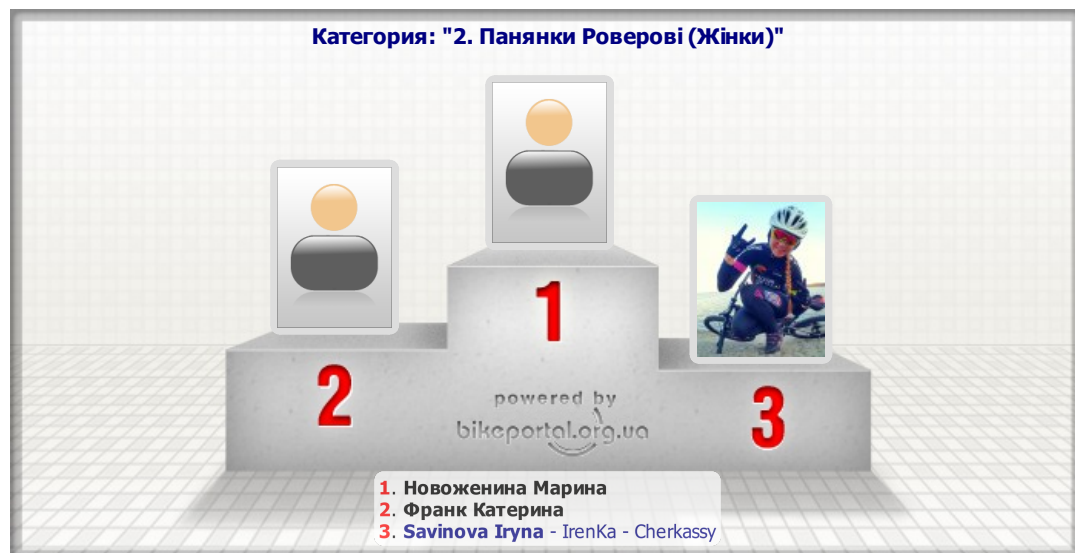 Категория: "2. Панянки Роверові (Жінки)"
1
2
3
powered by
bikeportal.org.ua
1. Новоженина Марина
2. Франк Катерина
3. Savinova Iryna - IrenKa - Cherkassy